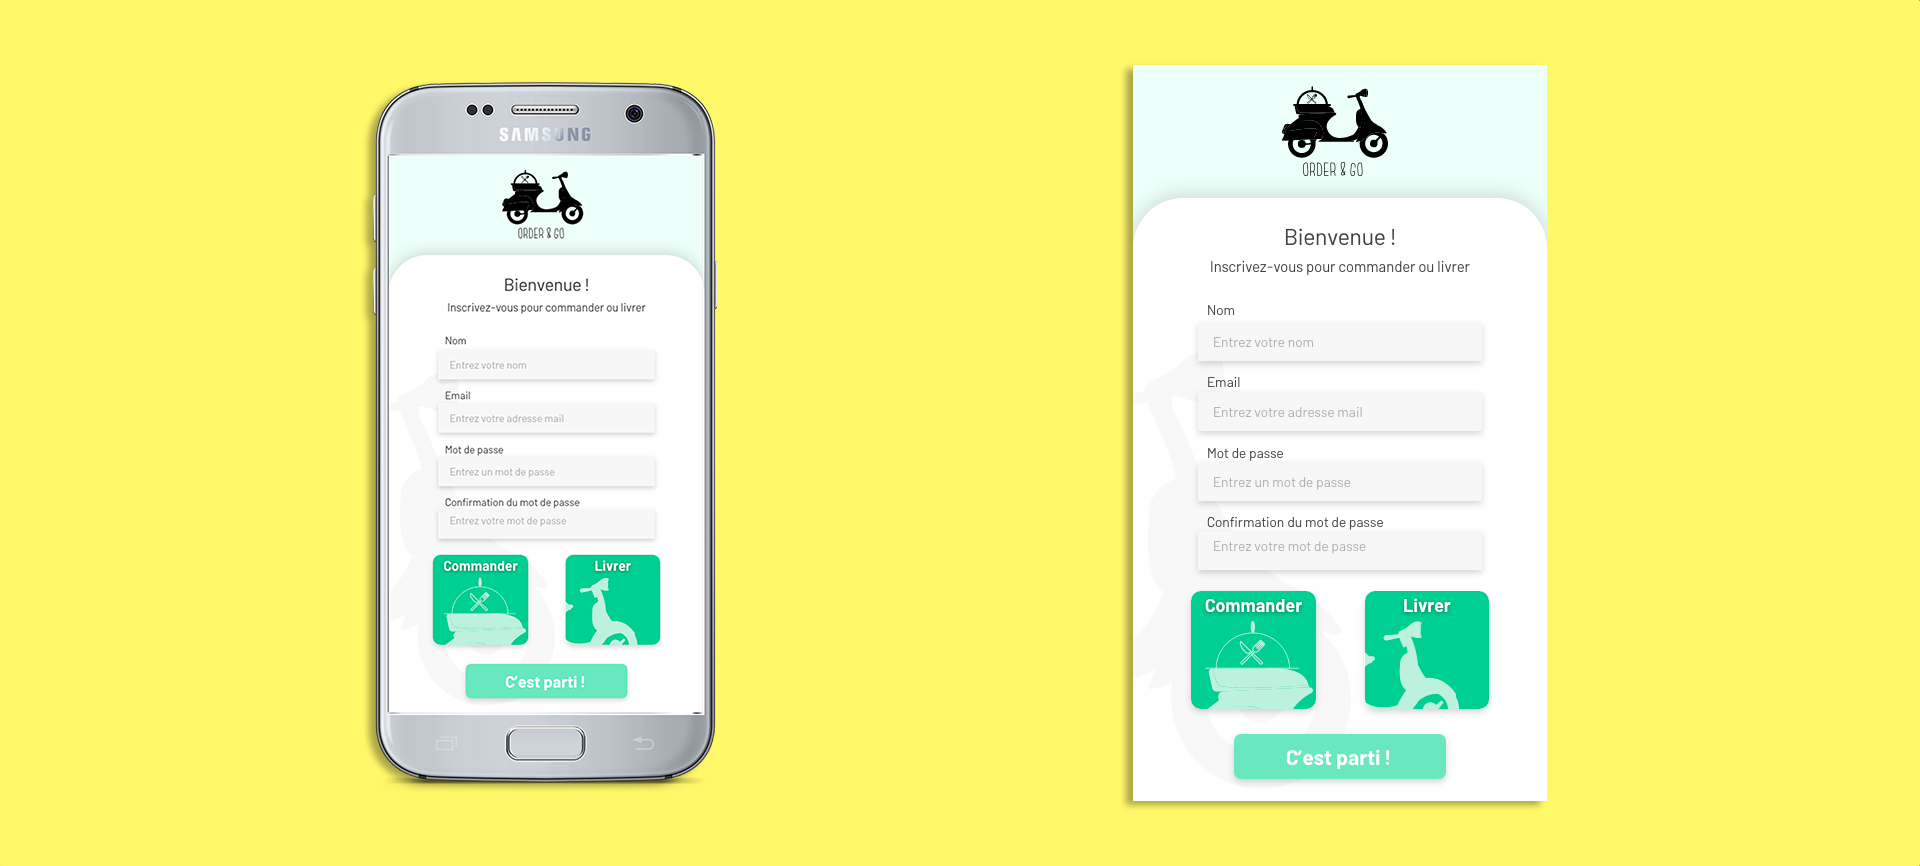 SAMSUNG
ORDER & GO
Bienvenue !
Inscrivez-vous pour commander ou livrer
Nom
Entrez votre nom
Email
Entrez votre adresse mail
Mot de passe
Entrez un mot de passe
Confirmation du mot de passe
Entrez votre mot de passe
Commander
Livrer
C'est parti !
ORDER & GO
Bienvenue !
Inscrivez-vous pour commander ou livrer
Nom
Entrez votre nom
Email
Entrez votre adresse mail
Mot de passe
Entrez un mot de passe
Confirmation du mot de passe
Entrez votre mot de passe
Commander
Livrer
C'est parti !